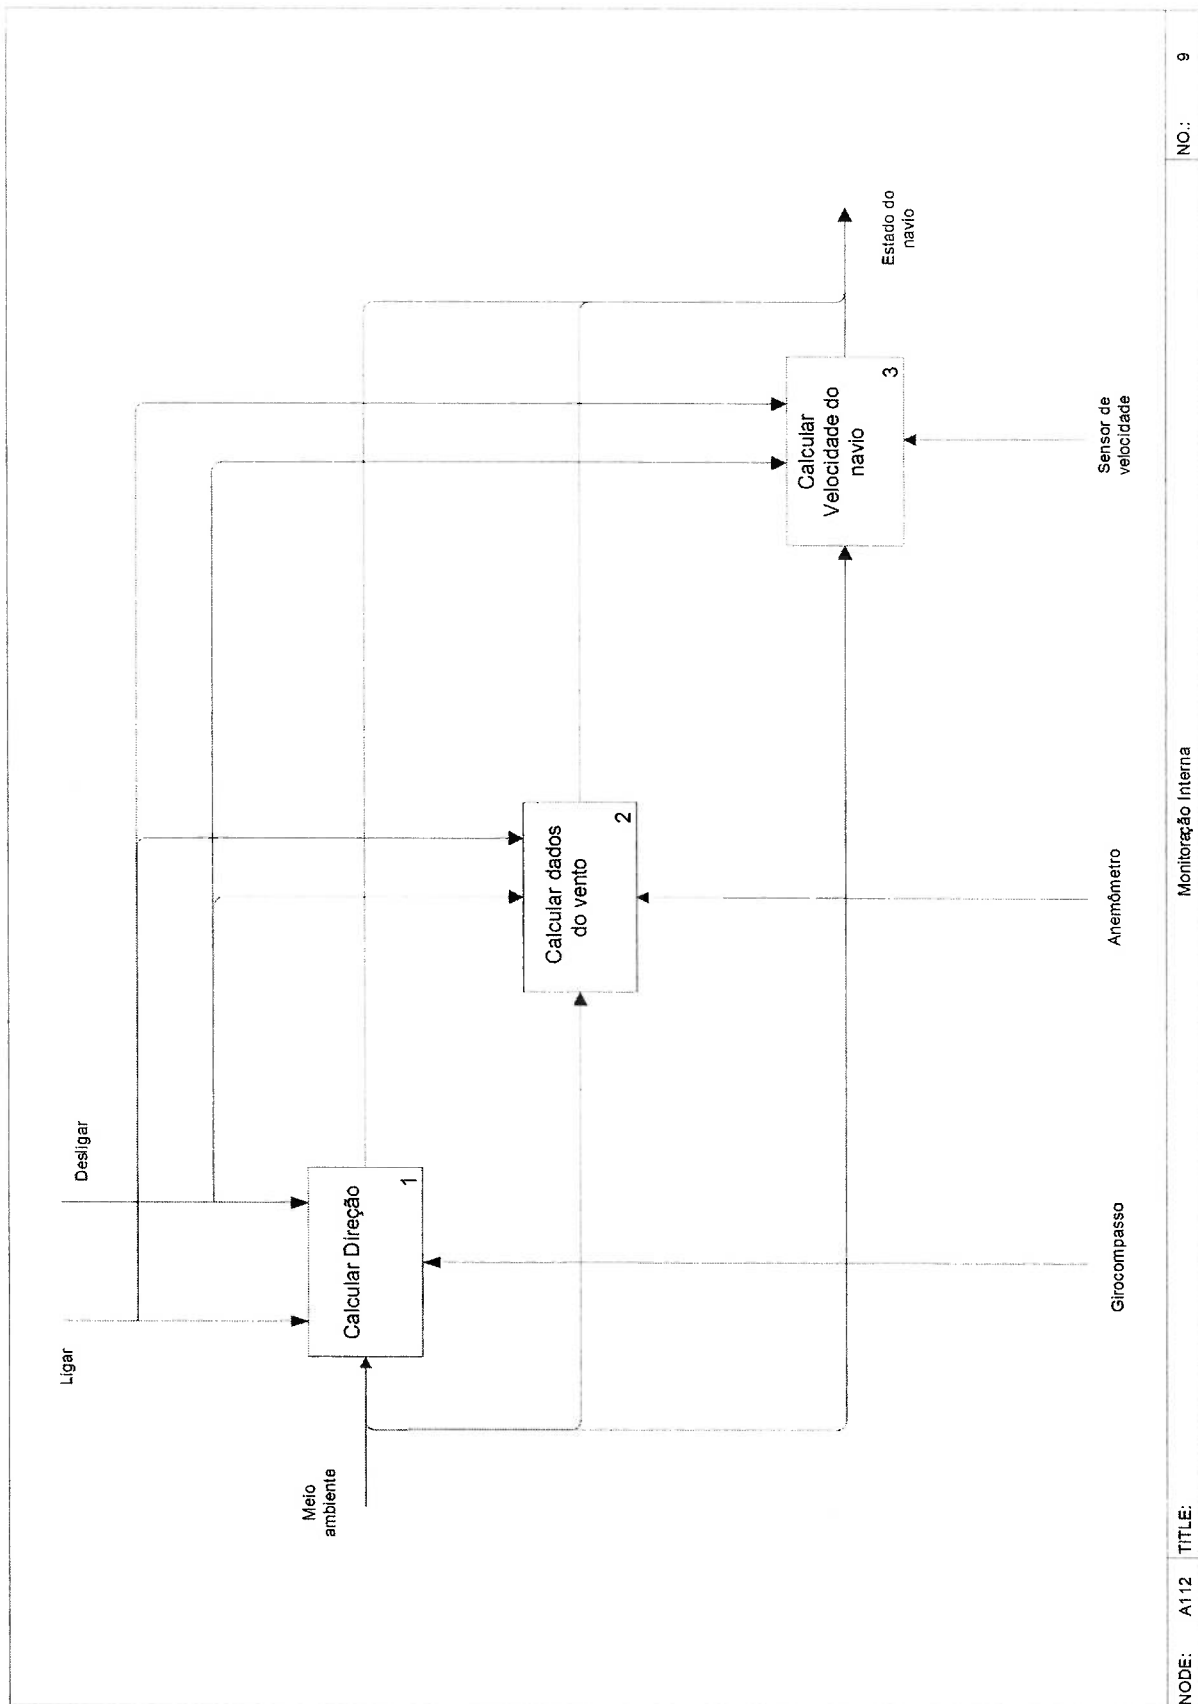 Ligar
Desligar
Meio
ambiente
Calcular Direção
1
Calcular dados
do vento
2
Calcular
Velocidade do
navio
3
Estado do
navio
Girocompasso
Anemômetro
Sensor de
velocidade
NODE: A112
TITLE: Monitoração Interna
NO.: 9